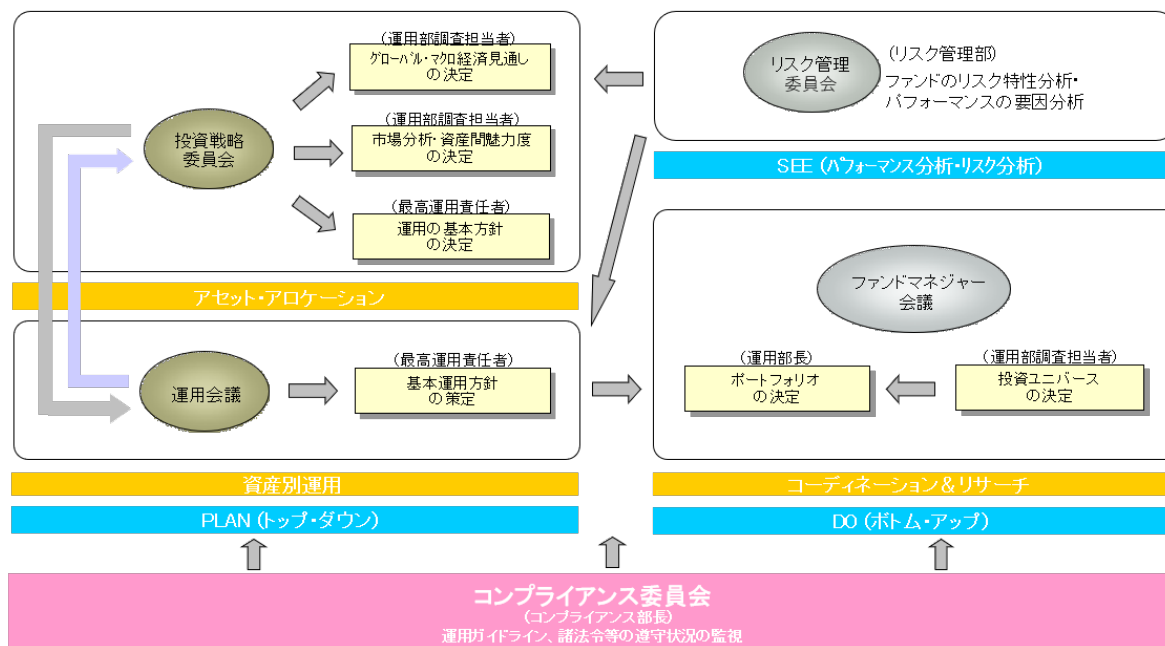 (運用部調査担当者)
グローバル・マクロ経済見通し
の決定
投資戦略
委員会
(運用部調査担当者)
市場分析・資産間魅力度
の決定
(最高運用責任者)
運用の基本方針
の決定
アセット・アロケーション
リスク管理
委員会
(リスク管理部)
ファンドのリスク特性分析・
パフォーマンスの要因分析
SEE (パフォーマンス分析・リスク分析)
運用会議
(最高運用責任者)
基本運用方針
の策定
資産別運用
PLAN (トップ・ダウン)
ファンドマネジャー
会議
(運用部長)
ポートフォリオ
の決定
(運用部調査担当者)
投資ユニバース
の決定
コーディネーション＆リサーチ
DO (ボトム・アップ)
コンプライアンス委員会
(コンプライアンス部長)
運用ガイドライン、諸法令等の遵守状況の監視